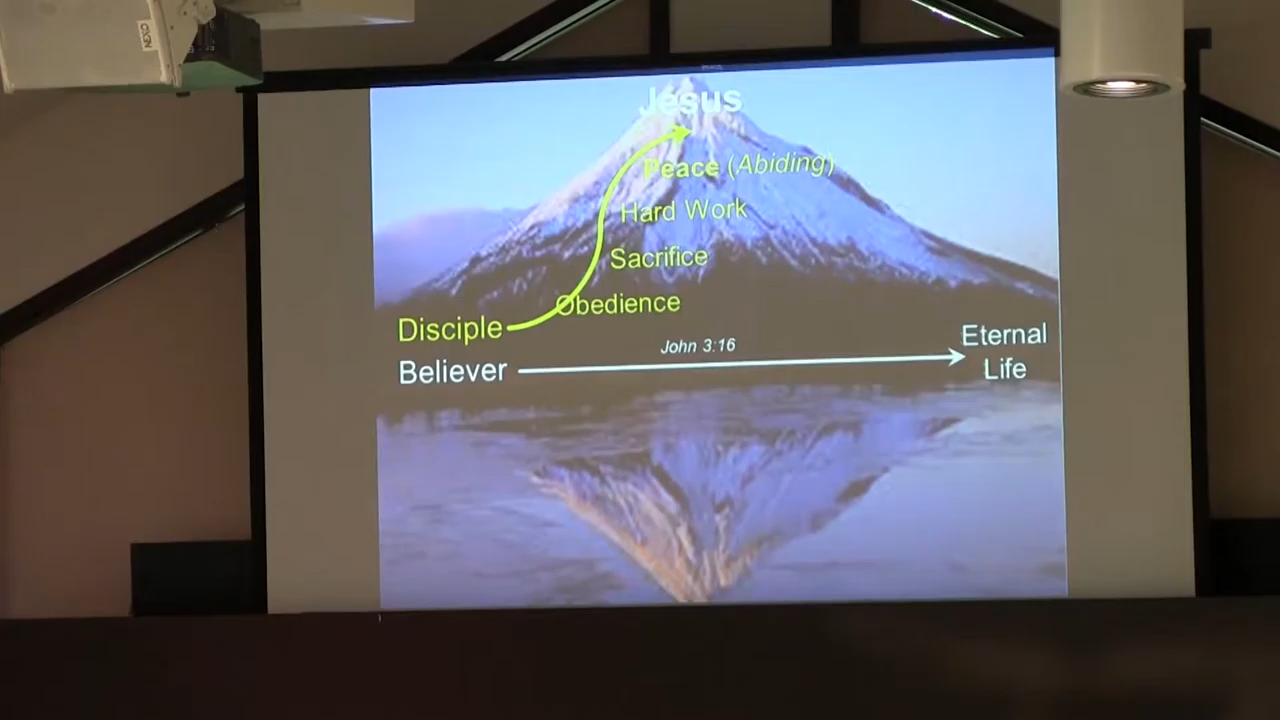 Jesus
Peace (Abiding)
Hard Work
Sacrifice
Obedience
Disciple
John 3:16
Believer
Eternal
Life